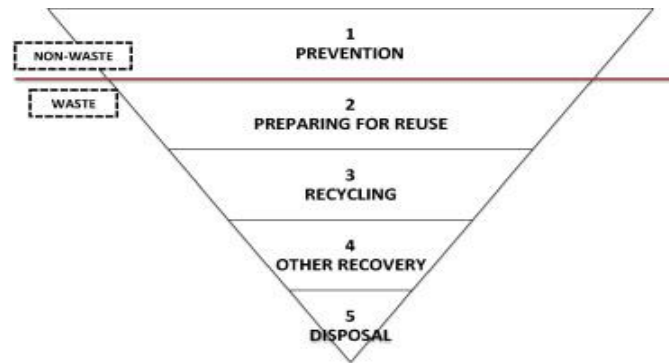 1
PREVENTION
NON-WASTE
WASTE
2
PREPARING FOR REUSE
3
RECYCLING
4
OTHER RECOVERY
5
DISPOSAL